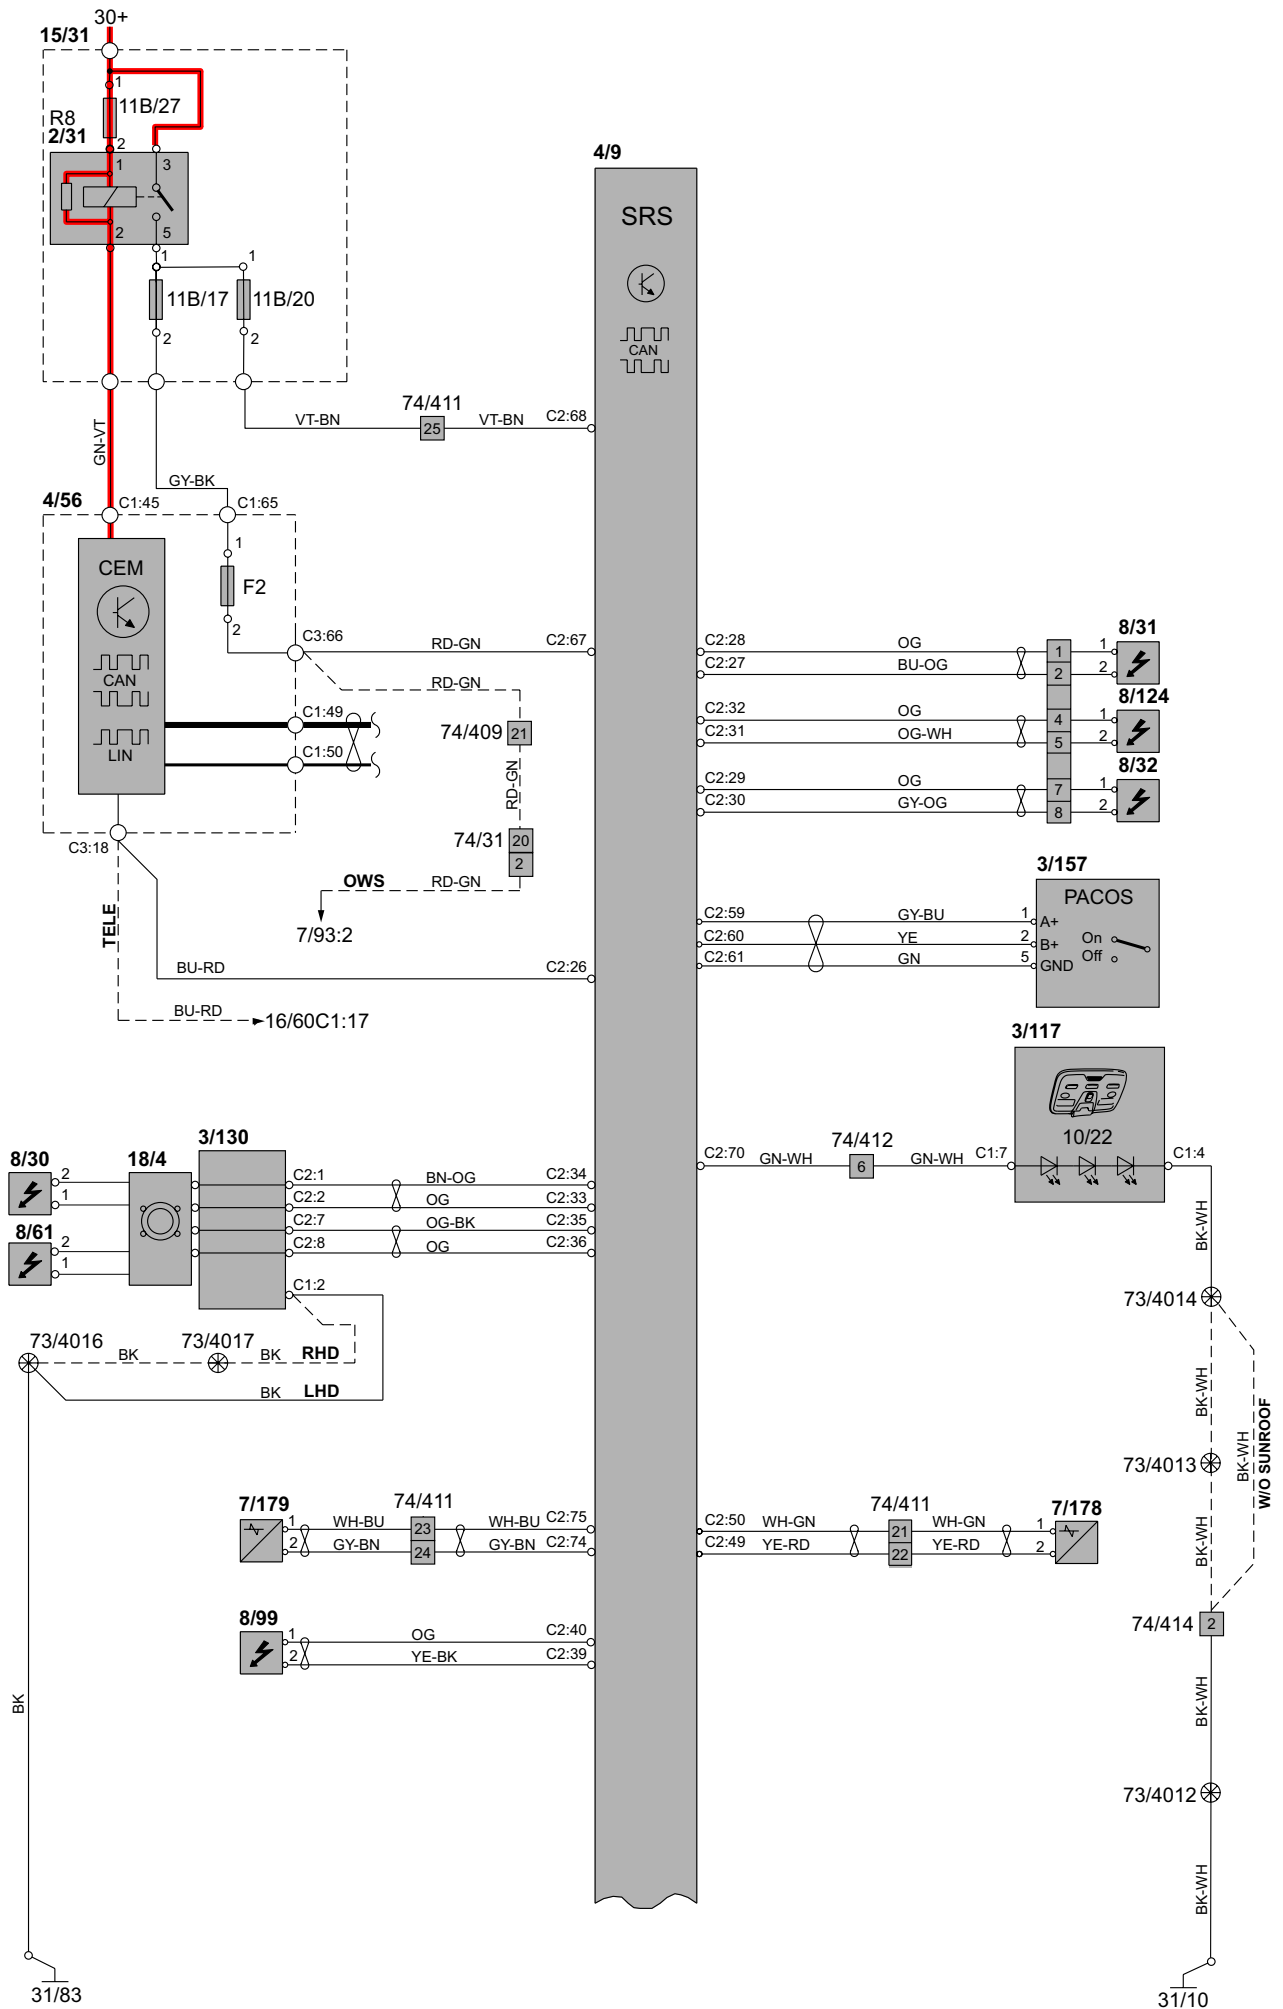 30+
15/31
1
11B/27
R8
2/31
2
1
3
2
5
1
1
11B/17
11B/20
2
2
4/9
SRS
CAN
74/411
VT-BN
25
VT-BN
C2:68
GN-VT
GY-BK
4/56
C1:45
C1:65
1
CEM
F2
2
CAN
LIN
C3:66
RD-GN
C2:67
RD-GN
C1:49
C1:50
74/409
21
RD-GN
74/31
20
2
OWS
RD-GN
7/93:2
C3:18
TELE
BU-RD
C2:26
BU-RD
16/60C1:17
C2:28
OG
1
1
8/31
C2:27
BU-OG
2
2
C2:32
OG
4
1
8/124
C2:31
OG-WH
5
2
C2:29
OG
7
1
8/32
C2:30
GY-OG
8
2
3/157
PACOS
C2:59
GY-BU
1
A+
C2:60
YE
2
B+
C2:61
GN
5
GND
On
Off
3/117
10/22
C2:70
GN-WH
74/412
6
GN-WH
C1:7
C1:4
BK-WH
8/30
2
1
18/4
3/130
8/61
2
1
C2:1
BN-OG
C2:34
C2:2
OG
C2:33
C2:7
OG-BK
C2:35
C2:8
OG
C2:36
C1:2
73/4016
BK
73/4017
BK
RHD
BK
LHD
73/4014
BK-WH
BK-WH
W/O SUNROOF
73/4013
BK-WH
7/179
1
WH-BU
74/411
23
WH-BU
C2:75
2
GY-BN
24
GY-BN
C2:74
C2:50
WH-GN
74/411
21
WH-GN
1
7/178
C2:49
YE-RD
22
YE-RD
2
8/99
1
OG
C2:40
2
YE-BK
C2:39
74/414
2
BK
BK-WH
73/4012
BK-WH
31/83
31/10